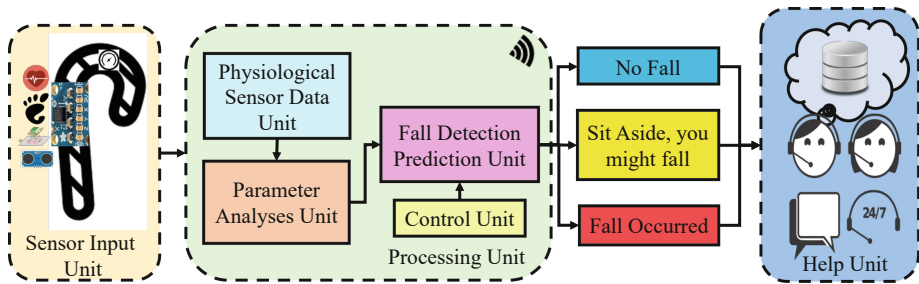 Sensor Input
Unit
Physiological
Sensor Data
Unit
Parameter
Analyses Unit
Fall Detection
Prediction Unit
Control Unit
Processing Unit
No Fall
Sit Aside, you
might fall
Fall Occurred
24/7
Help Unit